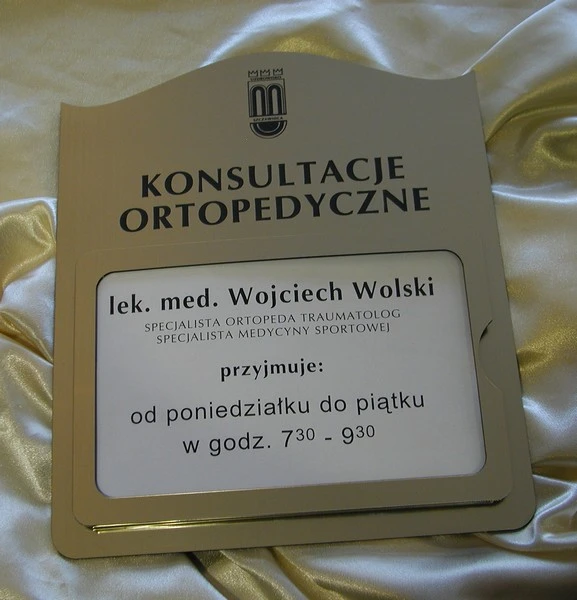 KONSULTACJE
ORTOPEDYCZNE
lek. med. Wojciech Wolski
SPECJALISTA ORTOPEDA TRAUMATOLOG
SPECJALISTA MEDYCYNY SPORTOWEJ
przyjmuje:
od poniedziałku do piątku
w godz. 7³⁰ - 9³⁰